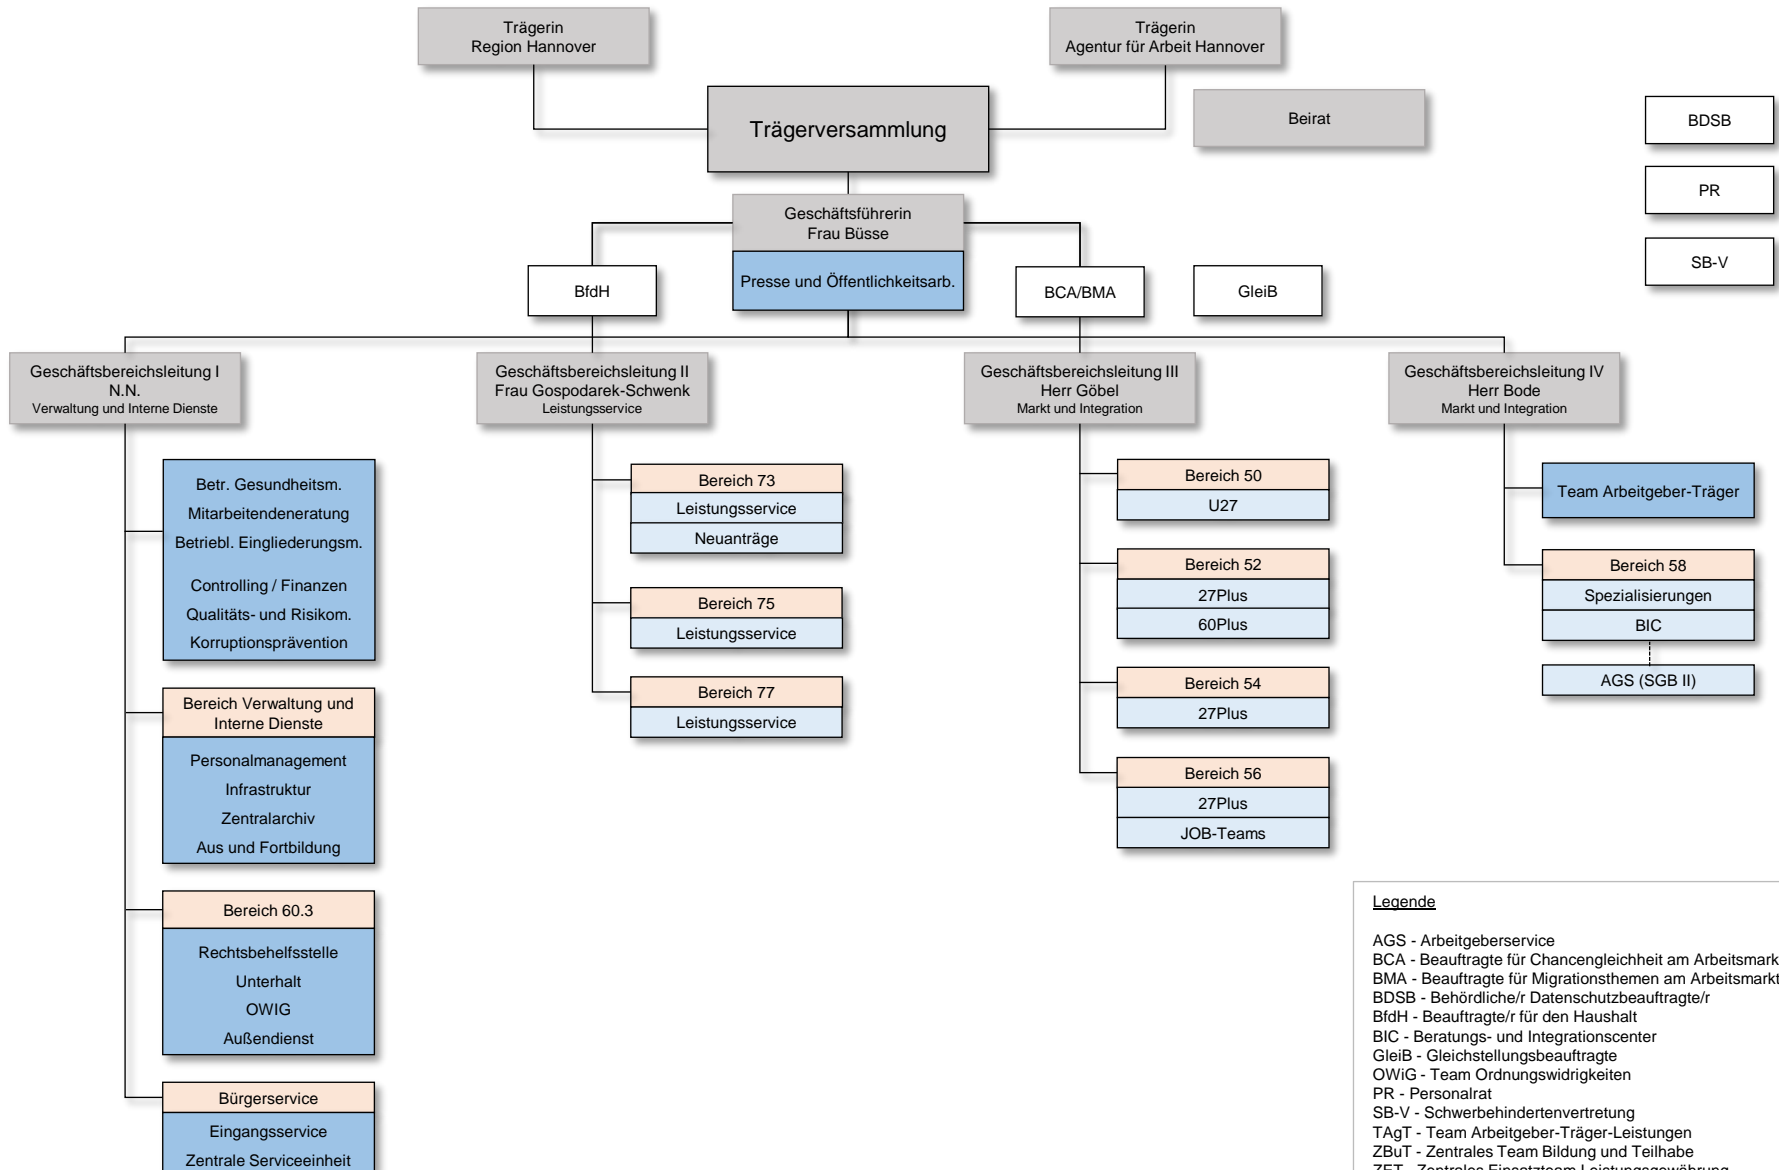 Trägerin
Region Hannover
Trägerin
Agentur für Arbeit Hannover
Trägerversammlung
Beirat
BDSB
PR
SB-V
Geschäftsführerin
Frau Büsse
Presse und Öffentlichkeitsarb.
BfdH
BCA/BMA
GleiB
Geschäftsbereichsleitung I
N.N.
Verwaltung und Interne Dienste
Geschäftsbereichsleitung II
Frau Gospodarek-Schwenk
Leistungsservice
Geschäftsbereichsleitung III
Herr Göbel
Markt und Integration
Geschäftsbereichsleitung IV
Herr Bode
Markt und Integration
Betr. Gesundheitsm.
Mitarbeitendeneratung
Betriebl. Eingliederungsm.
Controlling / Finanzen
Qualitäts- und Risikom.
Korruptionsprävention
Bereich Verwaltung und
Interne Dienste
Personalmanagement
Infrastruktur
Zentralarchiv
Aus und Fortbildung
Bereich 60.3
Rechtsbehelfsstelle
Unterhalt
OWIG
Außendienst
Bürgerservice
Eingangsservice
Zentrale Serviceeinheit
Bereich 73
Leistungsservice
Neuanträge
Bereich 75
Leistungsservice
Bereich 77
Leistungsservice
Bereich 50
U27
Bereich 52
27Plus
60Plus
Bereich 54
27Plus
Bereich 56
27Plus
JOB-Teams
Team Arbeitgeber-Träger
Bereich 58
Spezialisierungen
BIC
AGS (SGB II)
Legende
AGS - Arbeitgeberservice
BCA - Beauftragte für Chancengleichheit am Arbeitsmark
BMA - Beauftragte für Migrationsthemen am Arbeitsmarkt
BDSB - Behördliche/r Datenschutzbeauftragte/r
BfdH - Beauftragte/r für den Haushalt
BIC - Beratungs- und Integrationscenter
GleiB - Gleichstellungsbeauftragte
OWiG - Team Ordnungswidrigkeiten
PR - Personalrat
SB-V - Schwerbehindertenvertretung
TAgT - Team Arbeitgeber-Träger-Leistungen
ZBuT - Zentrales Team Bildung und Teilhabe
ZET - Zentrales Einsatzteam Leistungsgewährung